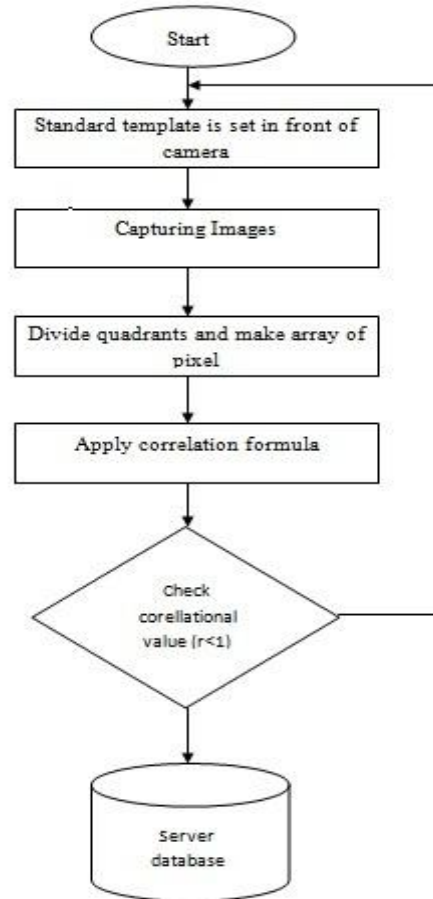 Start
Standard template is set in front of
camera
Capturing Images
Divide quadrants and make array of
pixel
Apply correlation formula
Check
corellational
value (r<1)
Server
database